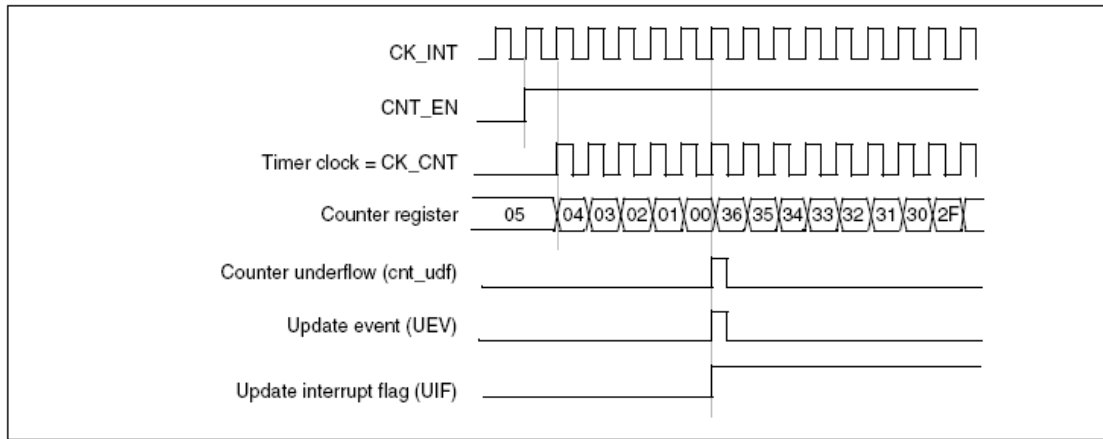 CK_INT
CNT_EN
Timer clock = CK_CNT
Counter register 05 04 03 02 01 00 36 35 34 33 32 31 30 2F
Counter underflow (cnt_udf)
Update event (UEV)
Update interrupt flag (UIF)